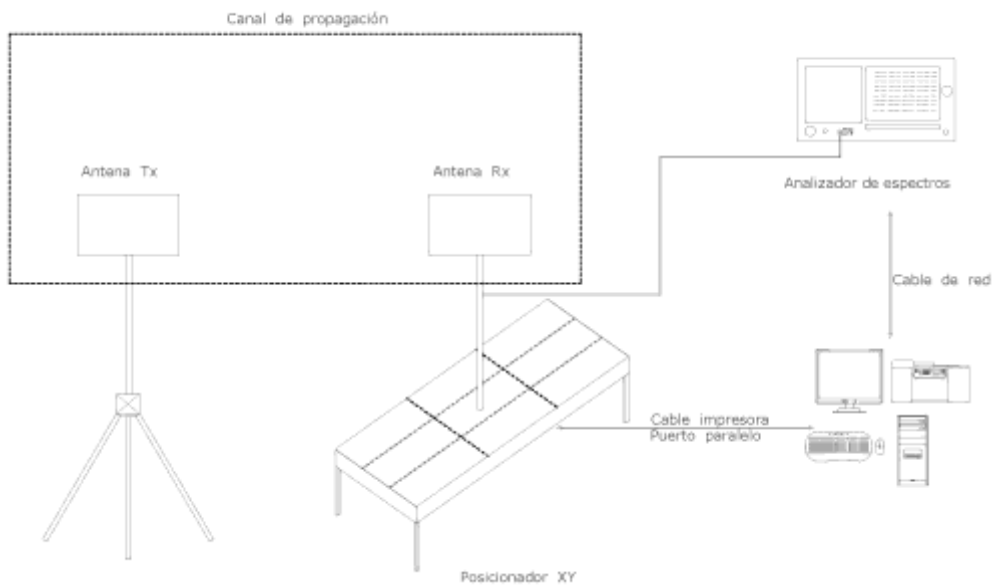 Canal de propagación
Antena Tx
Antena Rx
Analizador de espectros
Cable de red
Cable impresora
Puerto paralelo
Posicionador XY